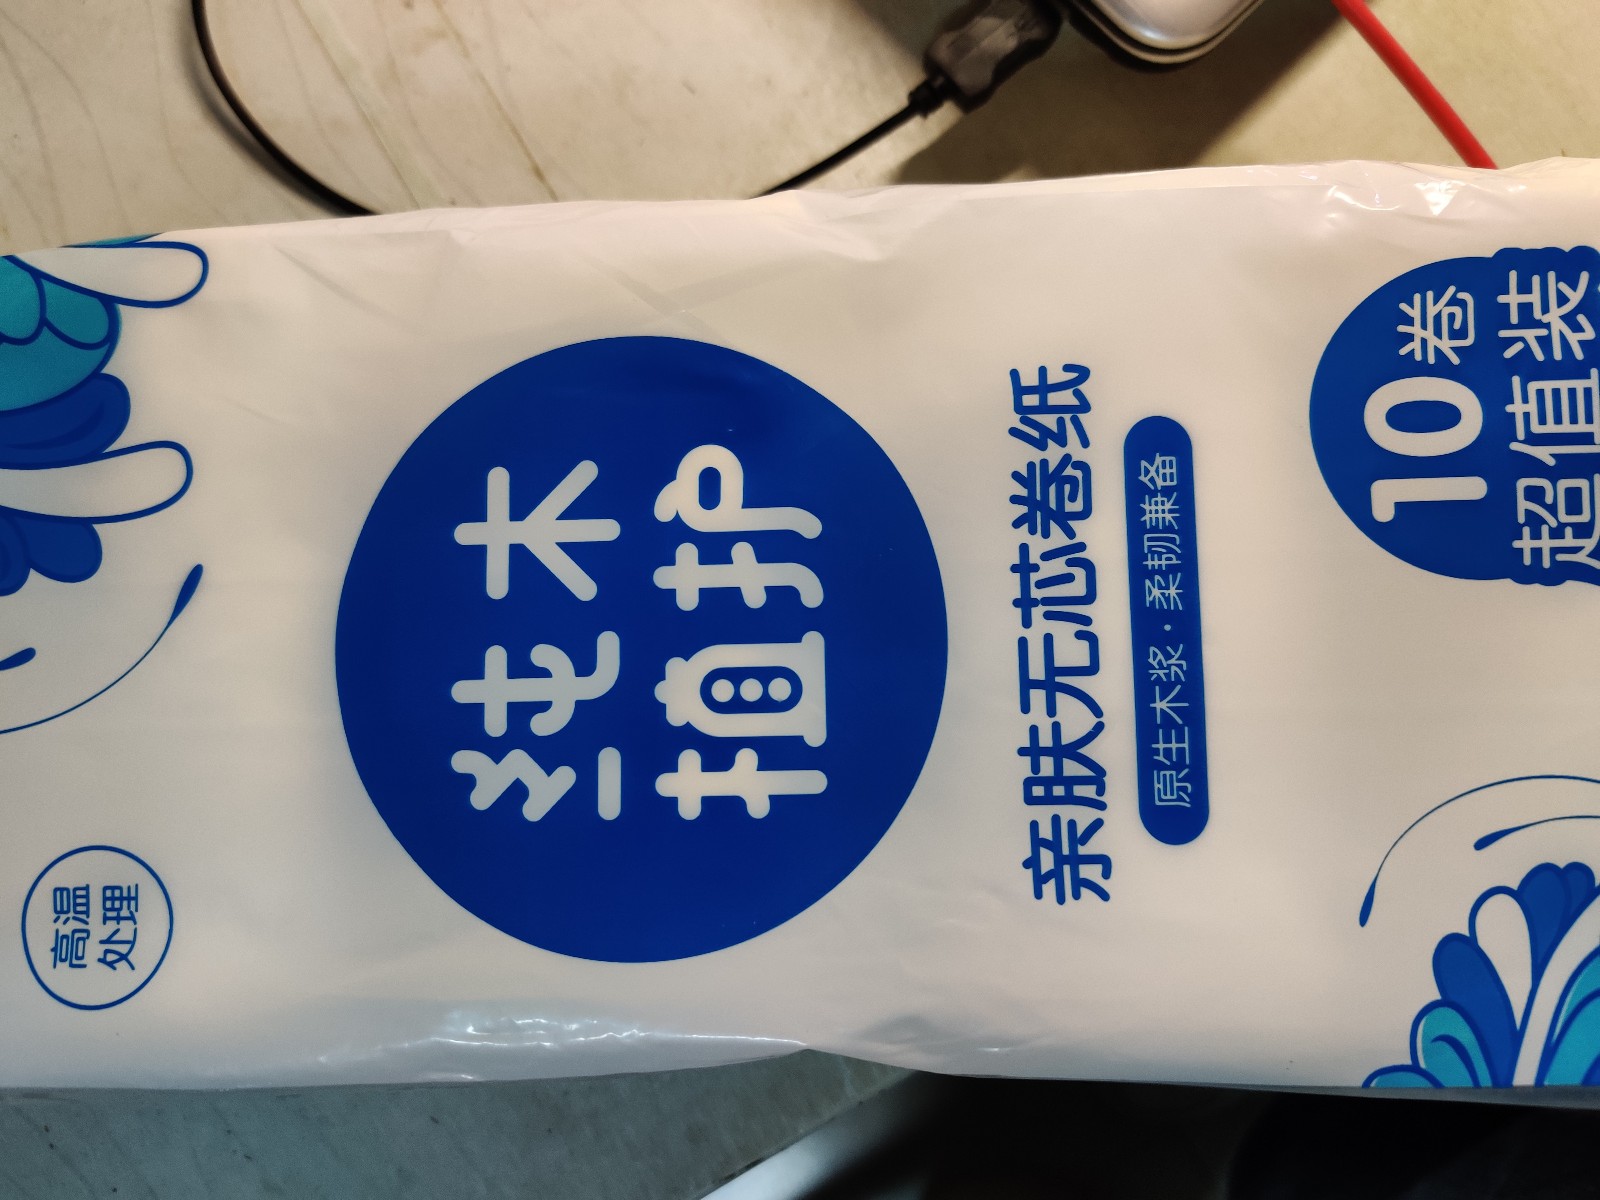 高温
处理
纯木
植护
亲肤无芯卷纸
原生木浆·柔韧兼备
10卷
超值装